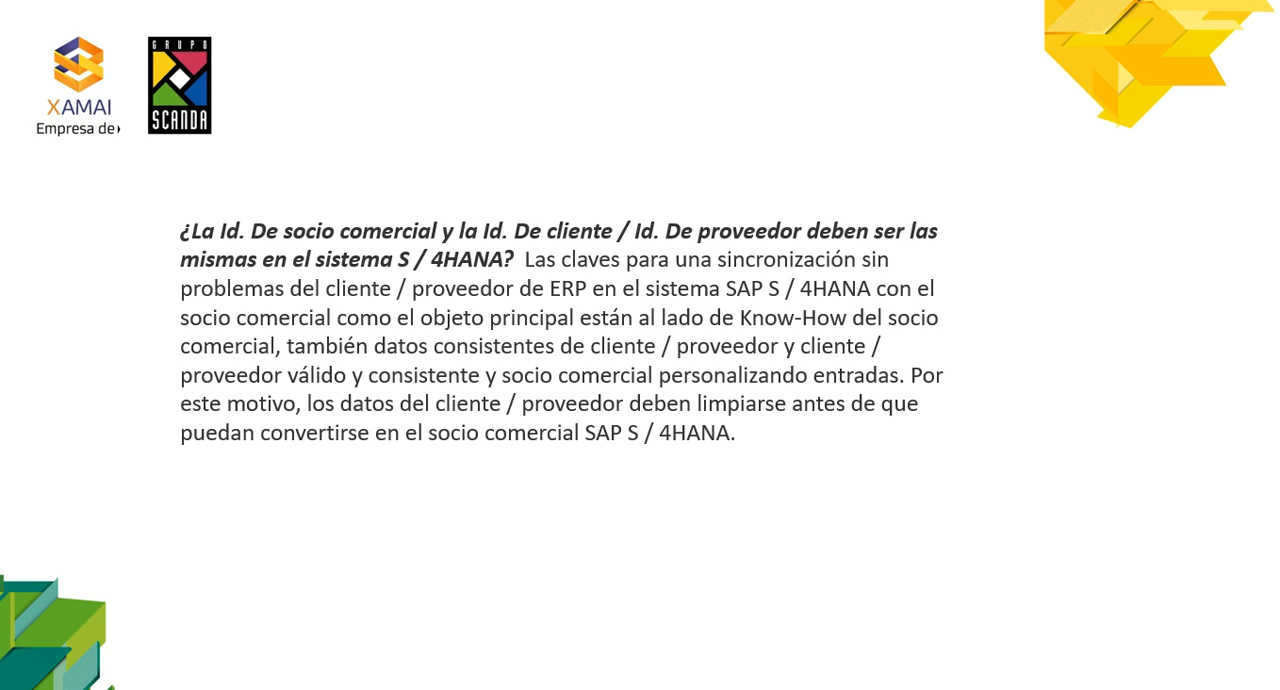 XAMAI
Empresa de
GRUPO
SCANDA
¿La Id. De socio comercial y la Id. De cliente / Id. De proveedor deben ser las
mismas en el sistema S / 4HANA? Las claves para una sincronización sin
problemas del cliente / proveedor de ERP en el sistema SAP S / 4HANA con el
socio comercial como el objeto principal están al lado de Know-How del socio
comercial, también datos consistentes de cliente / proveedor y cliente /
proveedor válido y consistente y socio comercial personalizando entradas. Por
este motivo, los datos del cliente / proveedor deben limpiarse antes de que
puedan convertirse en el socio comercial SAP S / 4HANA.